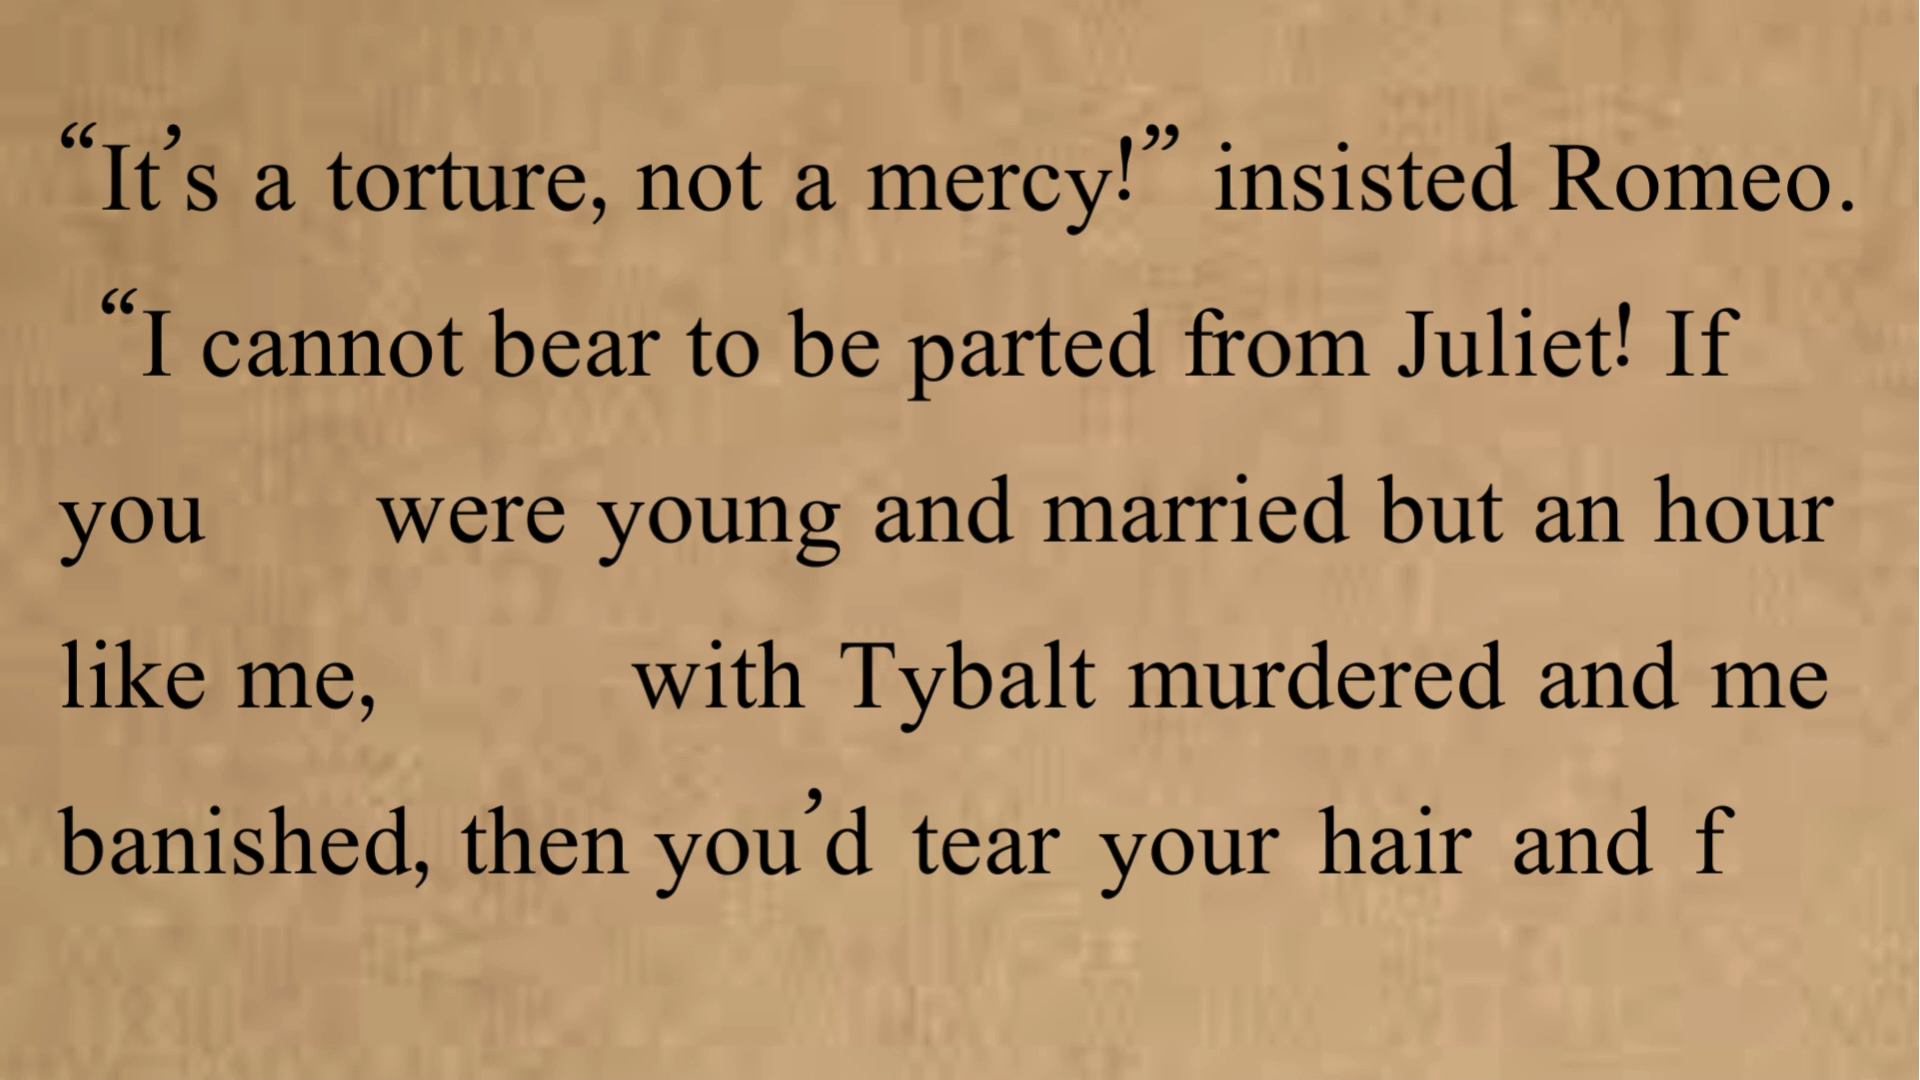 “It’s a torture, not a mercy!” insisted Romeo.
“I cannot bear to be parted from Juliet! If
you were young and married but an hour
like me, with Tybalt murdered and me
banished, then you’d tear your hair and f